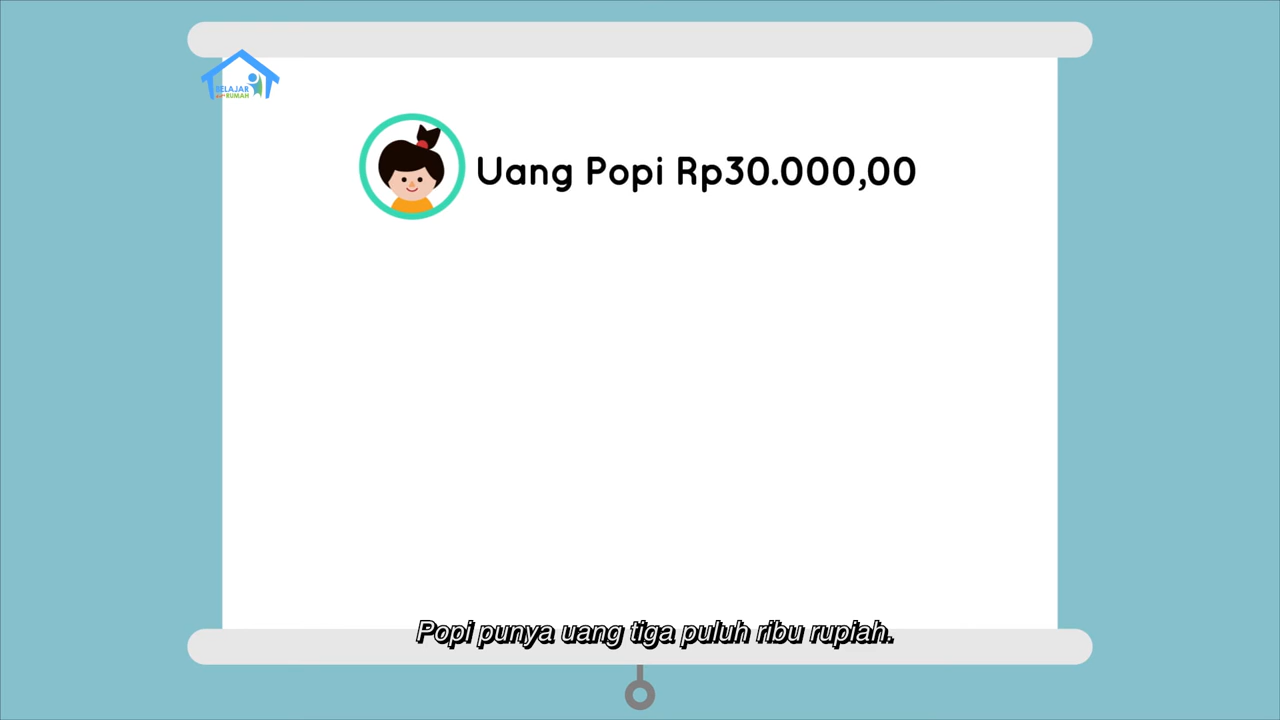 BELAJAR
RUMAH
Uang Popi Rp30.000,00
Popi punya uang tiga puluh ribu rupiah.